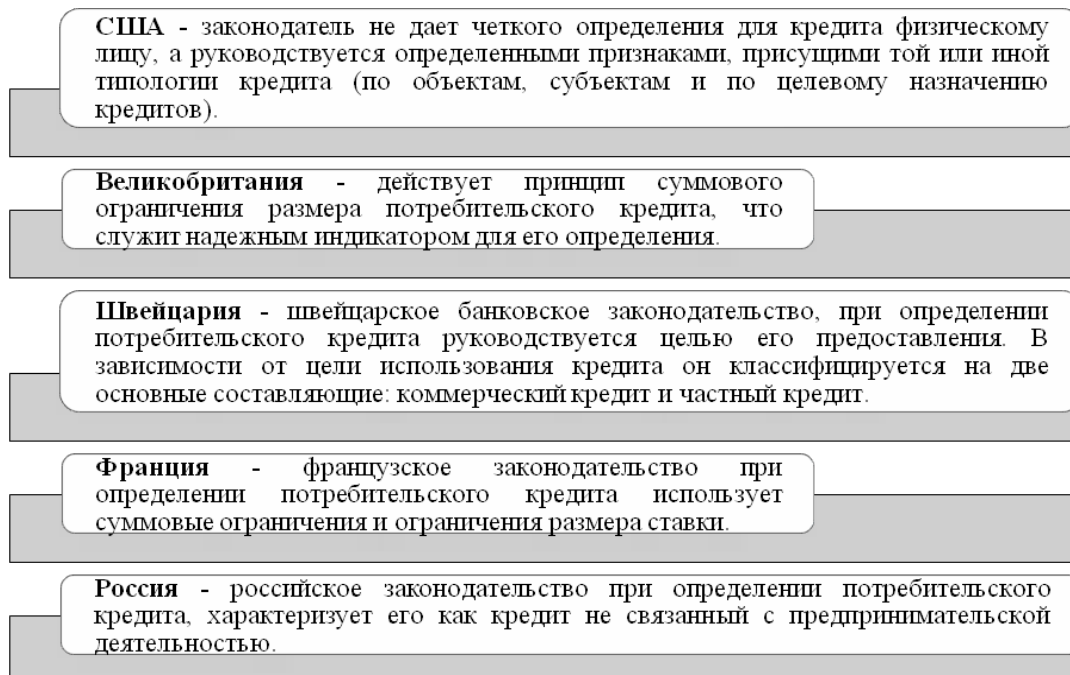 США - законодатель не дает четкого определения для кредита физическому
лицу, а руководствуется определенными признаками, присущими той или иной
типологии кредита (по объектам, субъектам и по целевому назначению
кредитов).
Великобритания - действует принцип суммового
ограничения размера потребительского кредита, что
служит надежным индикатором для его определения.
Швейцария - швейцарское банковское законодательство, при определении
потребительского кредита руководствуется целью его предоставления. В
зависимости от цели использования кредита он классифицируется на две
основные составляющие: коммерческий кредит и частный кредит.
Франция - французское законодательство при
определении потребительского кредита использует
суммовые ограничения и ограничения размера ставки.
Россия - российское законодательство при определении потребительского
кредита, характеризует его как кредит не связанный с предпринимательской
деятельностью.